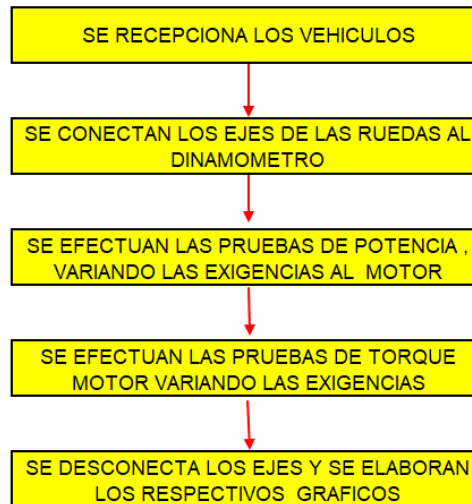 SE RECEPCIONA LOS VEHICULOS
SE CONECTAN LOS EJES DE LAS RUEDAS AL
DINAMOMETRO
SE EFECTUAN LAS PRUEBAS DE POTENCIA ,
VARIANDO LAS EXIGENCIAS AL MOTOR
SE EFECTUAN LAS PRUEBAS DE TORQUE
MOTOR VARIANDO LAS EXIGENCIAS
SE DESCONECTA LOS EJES Y SE ELABORAN
LOS RESPECTIVOS GRAFICOS